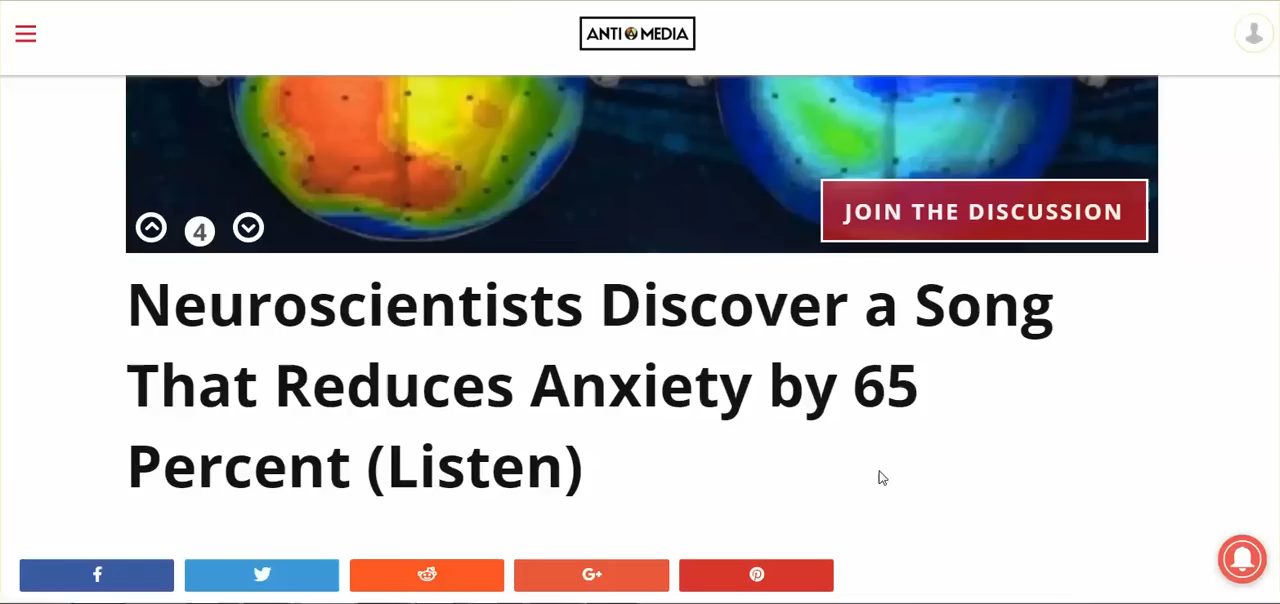 ANTI MEDIA
4
JOIN THE DISCUSSION
Neuroscientists Discover a Song
That Reduces Anxiety by 65
Percent (Listen)
f
G+